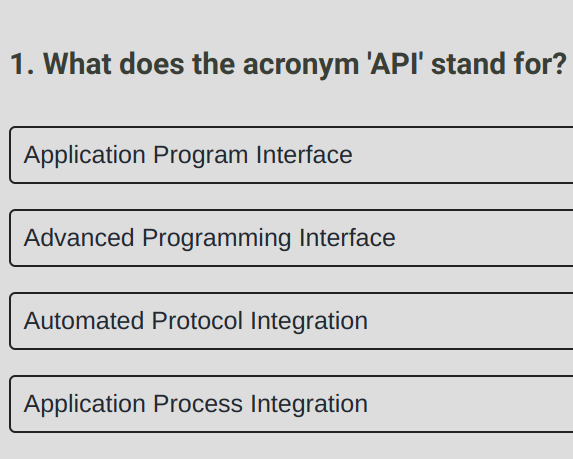 1. What does the acronym 'API' stand for?
Application Program Interface
Advanced Programming Interface
Automated Protocol Integration
Application Process Integration